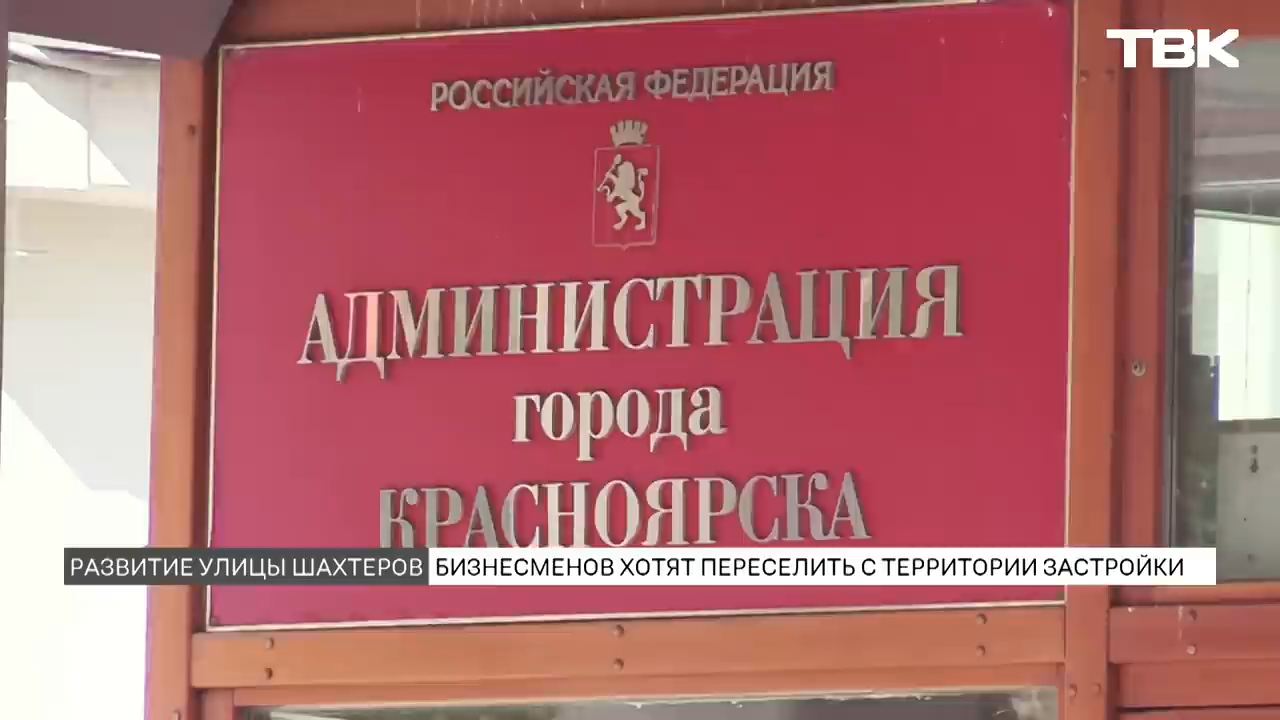 ТВК
РОССИЙСКАЯ ФЕДЕРАЦИЯ
АДМИНИСТРАЦИЯ
города
КРАСНОЯРСКА
РАЗВИТИЕ УЛИЦЫ ШАХТЕРОВ БИЗНЕСМЕНОВ ХОТЯТ ПЕРЕСЕЛИТЬ С ТЕРРИТОРИИ ЗАСТРОЙКИ